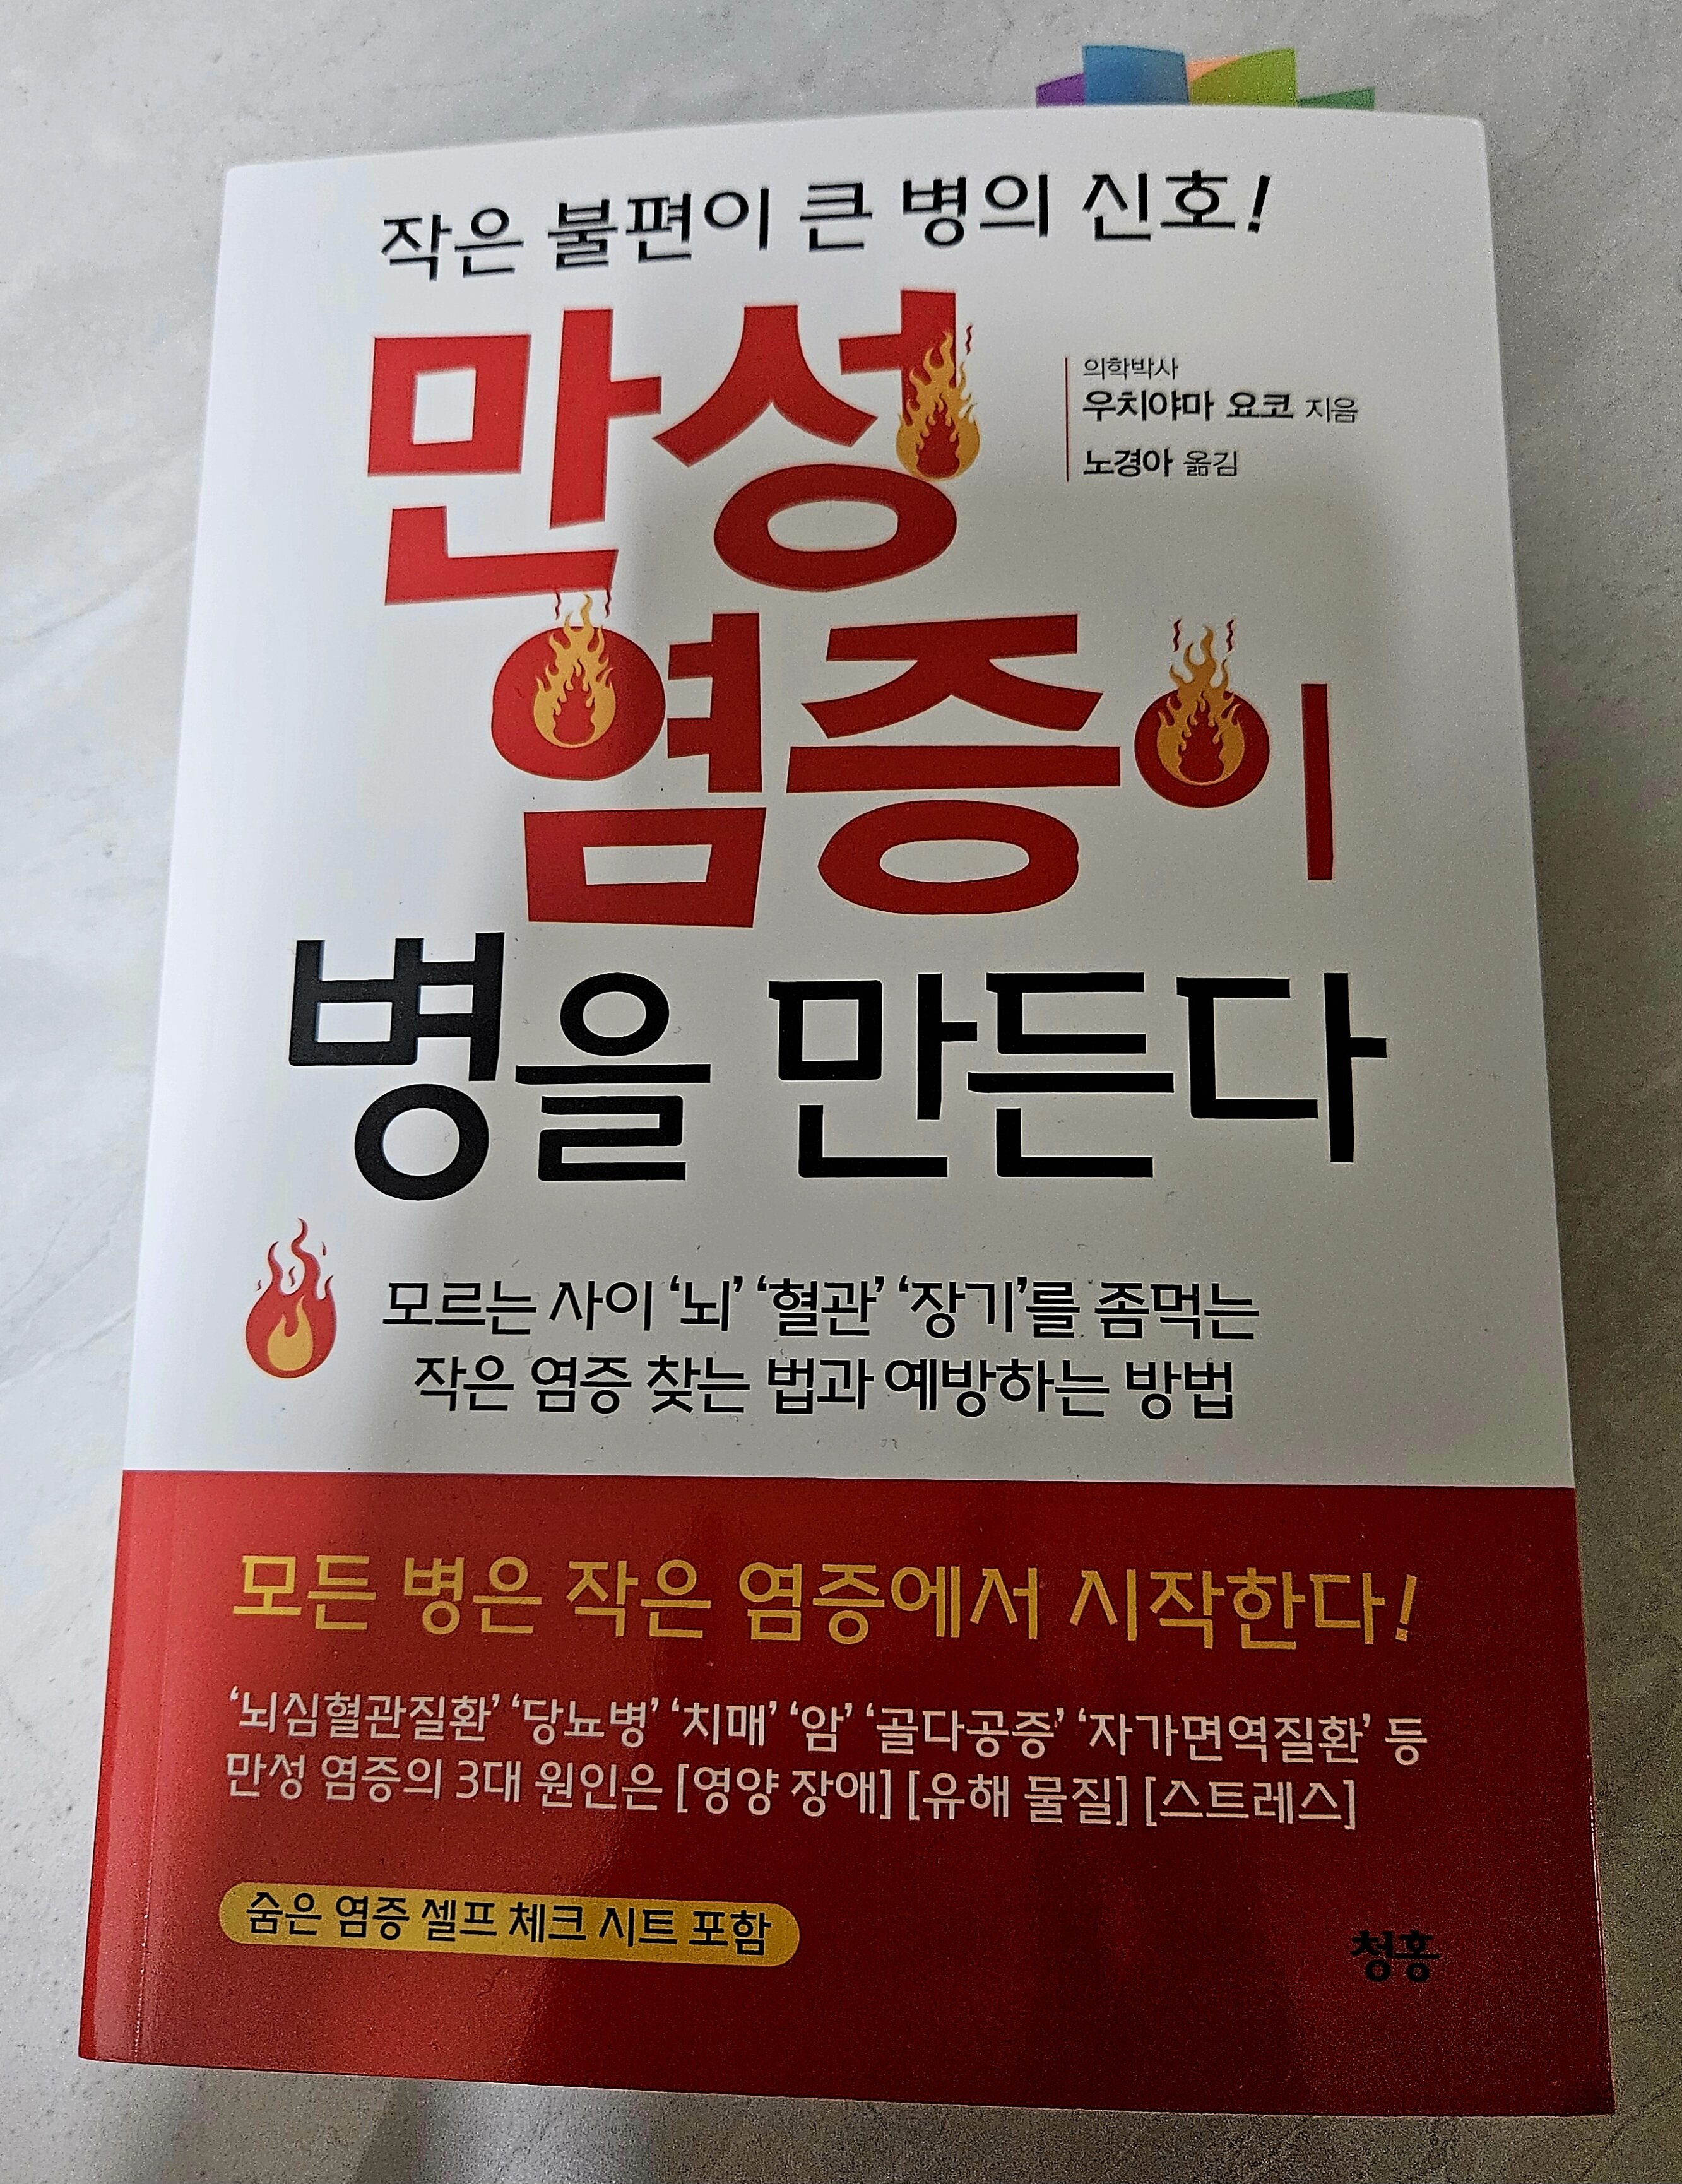 작은 불편이 큰 병의 신호!
만성
염증이
병을 만든다
의학박사
우치야마 요코 지음
노경아 옮김
모르는 사이 ‘뇌’ ‘혈관’ ‘장기’를 좀먹는
작은 염증 찾는 법과 예방하는 방법
모든 병은 작은 염증에서 시작한다!
‘뇌심혈관질환’ ‘당뇨병’ ‘치매’ ‘암’ ‘골다공증’ ‘자가면역질환’ 등
만성 염증의 3대 원인은 [영양 장애] [유해 물질] [스트레스]
숨은 염증 셀프 체크 시트 포함
청홍